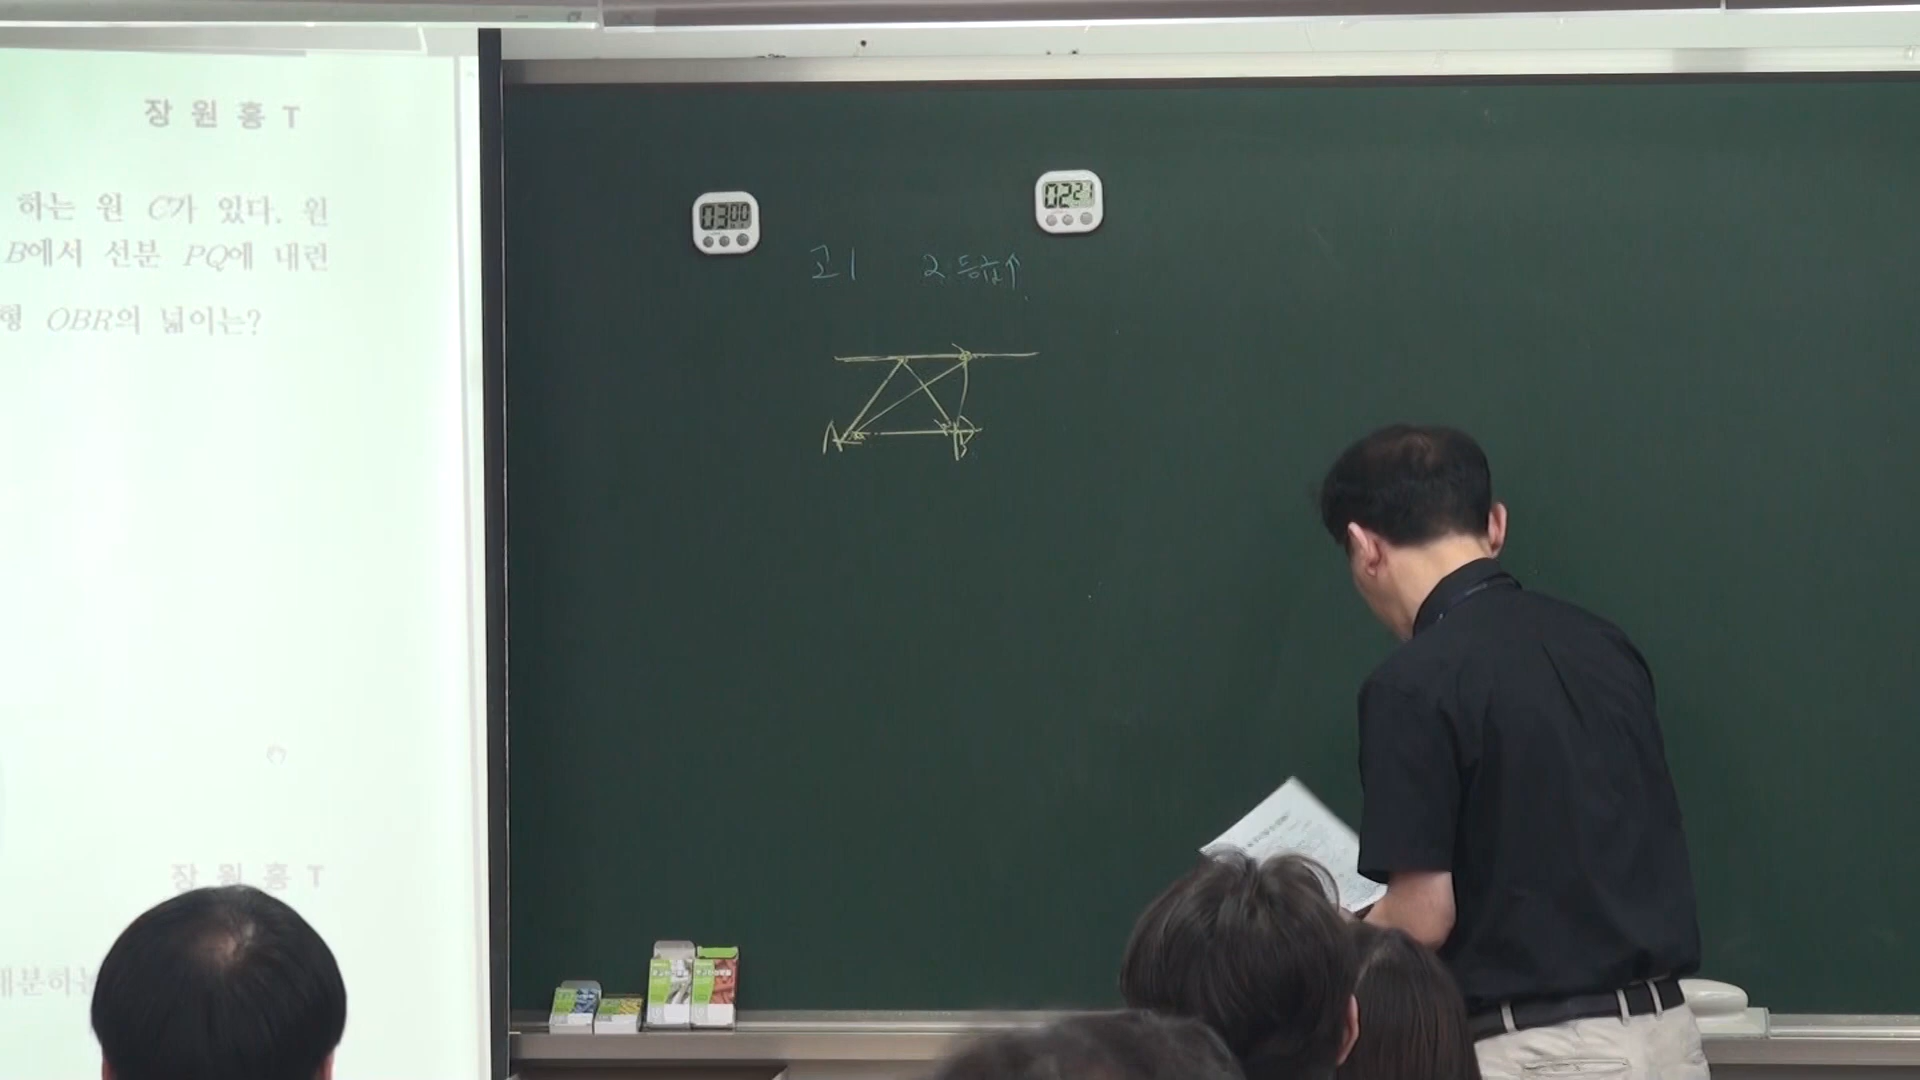 장 원 홍 T
하는 원 C가 있다. 원
B에서 선분 PQ에 내린
형 OBR의 넓이는?
장 원 홍 T
03 00
02 21
고1 2등급↑
A B